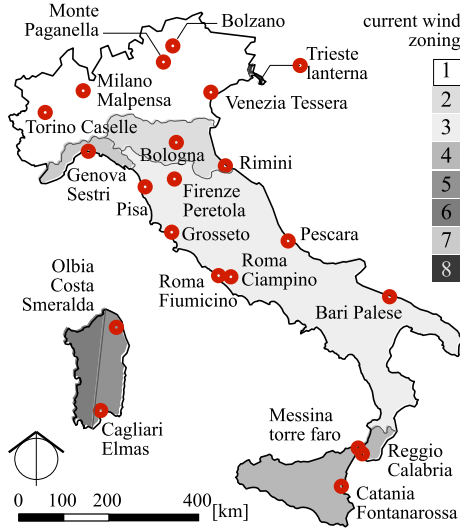 Monte
Paganella
Bolzano
current wind
zoning
Trieste
lanterna
Milano
Malpensa
Venezia Tessera
Torino Caselle
Bologna
Rimini
Genova
Sestri
Firenze
Peretola
Pisa
Grosseto
Pescara
Roma
Ciampino
Roma
Fiumicino
Bari Palese
Olbia
Costa
Smeralda
Cagliari
Elmas
Messina
torre faro
Reggio
Calabria
Catania
Fontanarossa
1
2
3
4
5
6
7
8
0 100 200 400 [km]